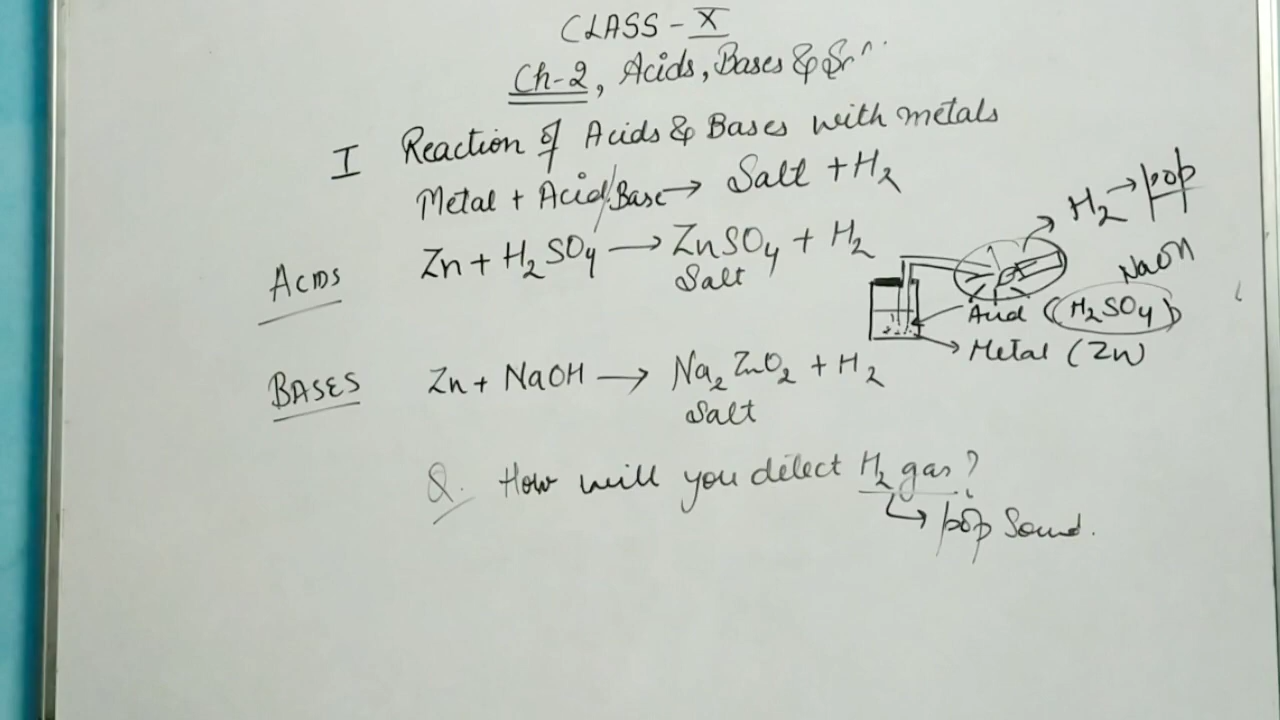 CLASS - X
Ch-2, Acids, Bases &
I Reaction of Acids & Bases with metals
Metal + Acid/Base → Salt + H₂
ACIDS Zn + H₂SO₄ → ZnSO₄ + H₂
Salt
H₂ → pop
NaOH
Acid (H₂SO₄)
Metal (Zn)
BASES Zn + NaOH → Na₂ZnO₂ + H₂
Salt
Q. How will you detect H₂ gas?
↳ pop Sound.